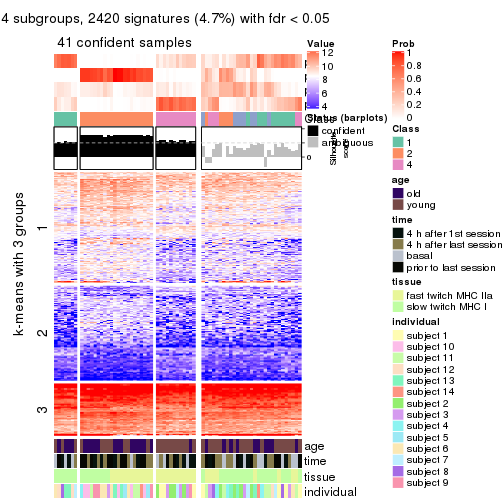 4 subgroups, 2420 signatures (4.7%) with fdr < 0.05
41 confident samples
k-means with 3 groups
1
2
3
age
time
tissue
individual
Value
12
10
8
6
4
Status (barplots)
confident
ambiguous
0
Silhouette
score
Prob
1
0.8
0.6
0.4
0.2
0
Class
1
2
4
age
old
young
time
4 h after 1st session
4 h after last session
basal
prior to last session
tissue
fast twitch MHC IIa
slow twitch MHC I
individual
subject 1
subject 10
subject 11
subject 12
subject 13
subject 14
subject 2
subject 3
subject 4
subject 5
subject 6
subject 7
subject 8
subject 9